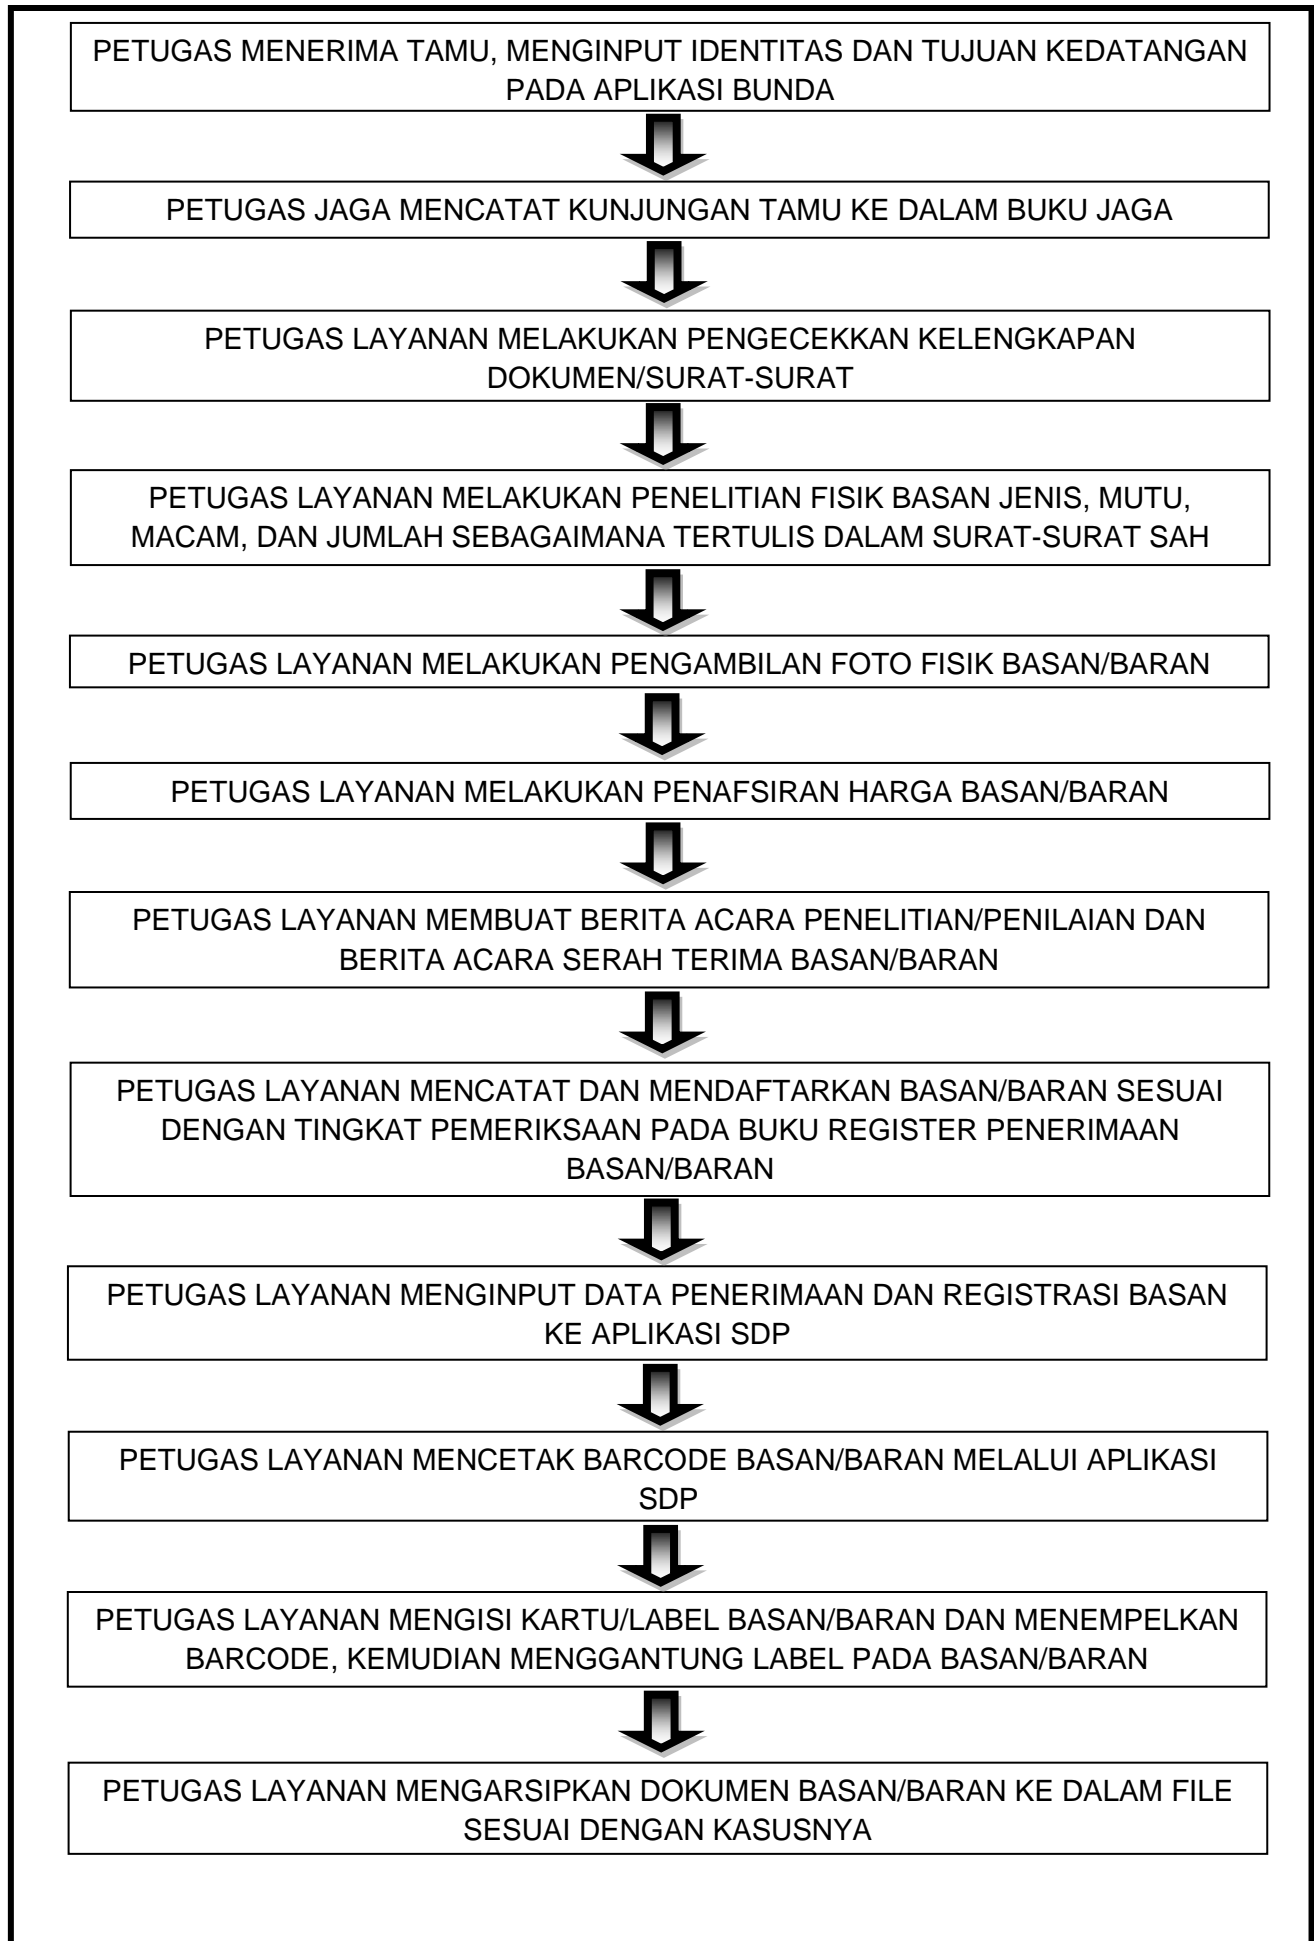 PETUGAS MENERIMA TAMU, MENGINPUT IDENTITAS DAN TUJUAN KEDATANGAN
PADA APLIKASI BUNDA
PETUGAS JAGA MENCATAT KUNJUNGAN TAMU KE DALAM BUKU JAGA
PETUGAS LAYANAN MELAKUKAN PENGECEKKAN KELENGKAPAN
DOKUMEN/SURAT-SURAT
PETUGAS LAYANAN MELAKUKAN PENELITIAN FISIK BASAN JENIS, MUTU,
MACAM, DAN JUMLAH SEBAGAIMANA TERTULIS DALAM SURAT-SURAT SAH
PETUGAS LAYANAN MELAKUKAN PENGAMBILAN FOTO FISIK BASAN/BARAN
PETUGAS LAYANAN MELAKUKAN PENAFSIRAN HARGA BASAN/BARAN
PETUGAS LAYANAN MEMBUAT BERITA ACARA PENELITIAN/PENILAIAN DAN
BERITA ACARA SERAH TERIMA BASAN/BARAN
PETUGAS LAYANAN MENCATAT DAN MENDAFTARKAN BASAN/BARAN SESUAI
DENGAN TINGKAT PEMERIKSAAN PADA BUKU REGISTER PENERIMAAN
BASAN/BARAN
PETUGAS LAYANAN MENGINPUT DATA PENERIMAAN DAN REGISTRASI BASAN
KE APLIKASI SDP
PETUGAS LAYANAN MENCETAK BARCODE BASAN/BARAN MELALUI APLIKASI
SDP
PETUGAS LAYANAN MENGISI KARTU/LABEL BASAN/BARAN DAN MENEMPELKAN
BARCODE, KEMUDIAN MENGGANTUNG LABEL PADA BASAN/BARAN
PETUGAS LAYANAN MENGARSIPKAN DOKUMEN BASAN/BARAN KE DALAM FILE
SESUAI DENGAN KASUSNYA